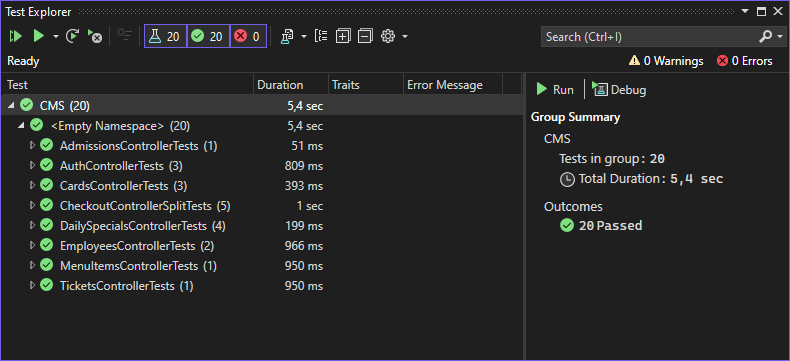 Test Explorer
20 20 0
Search (Ctrl+I)
Ready
0 Warnings 0 Errors
Test Duration Traits Error Message
CMS (20) 5,4 sec
<Empty Namespace> (20) 5,4 sec
AdmissionsControllerTests (1) 51 ms
AuthControllerTests (3) 809 ms
CardsControllerTests (3) 393 ms
CheckoutControllerSplitTests (5) 1 sec
DailySpecialsControllerTests (4) 199 ms
EmployeesControllerTests (2) 966 ms
MenuItemsControllerTests (1) 950 ms
TicketsControllerTests (1) 950 ms
Run Debug
Group Summary
CMS
Tests in group: 20
Total Duration: 5,4 sec
Outcomes
20 Passed